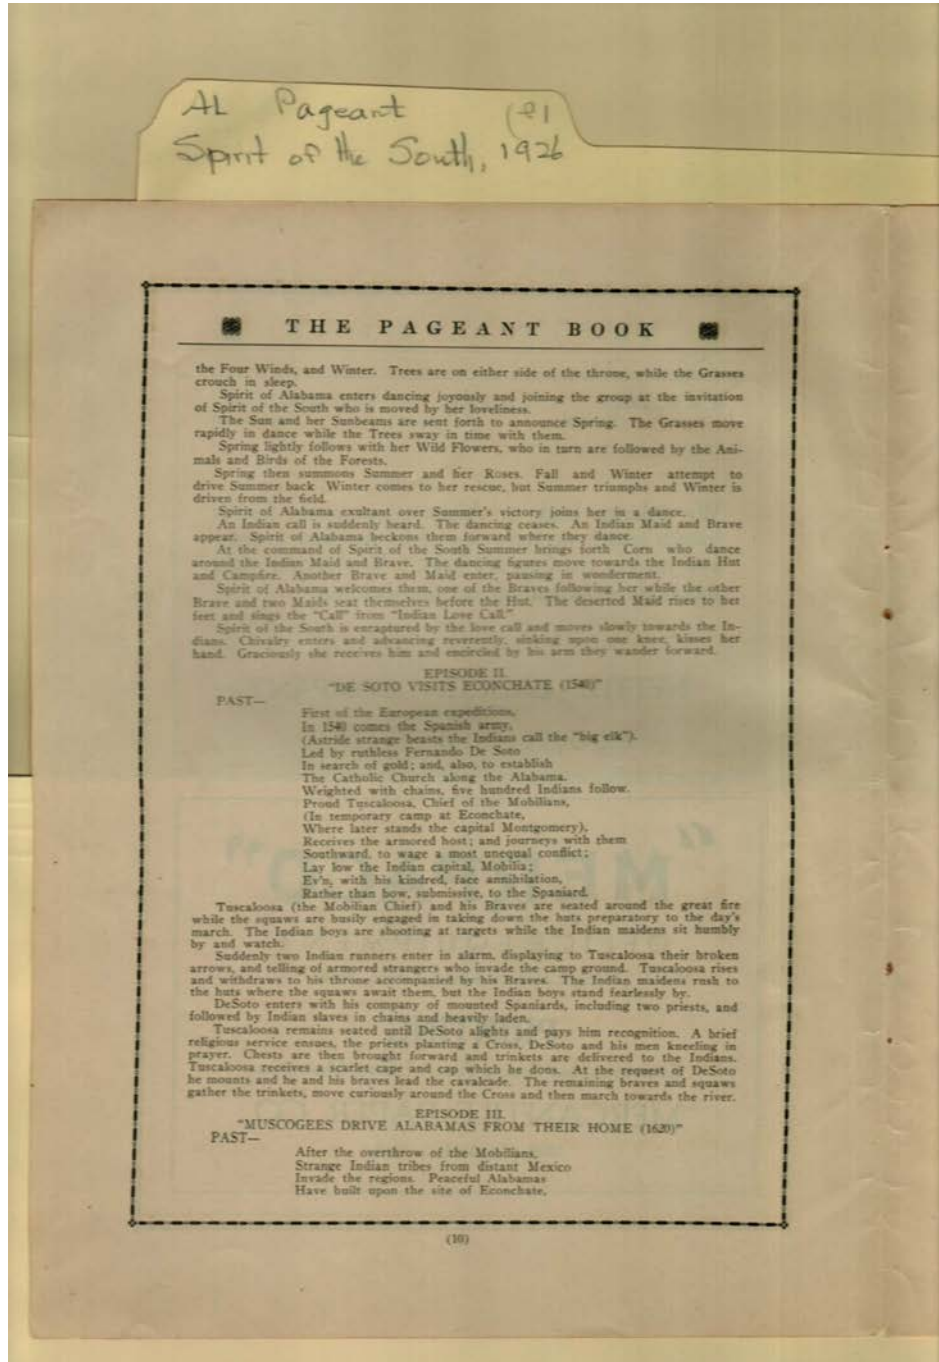 AL Pageant (P1
Spirit of the South, 1926
THE PAGEANT BOOK
the Four Winds, and Winter. Trees are on either side of the throne, while the Grasses
crouch in sleep.
Spirit of Alabama enters dancing joyously and joining the group at the invitation
of Spirit of the South who is moved by her loveliness.
The Sun and her Sunbeams are sent forth to announce Spring. The Grasses move
rapidly in dance while the Trees sway in time with them.
Spring lightly follows with her Wild Flowers, who in turn are followed by the Ani-
mals and Birds of the Forests.
Spring then summons Summer and her Roses. Fall and Winter attempt to
drive Summer back Winter comes to her rescue, but Summer triumphs and Winter is
driven from the field.
Spirit of Alabama exultant over Summer's victory joins her in a dance.
An Indian call is suddenly heard. The dancing ceases. An Indian Maid and Brave
appear. Spirit of Alabama beckons them forward where they dance.
At the command of Spirit of the South Summer brings forth Corn who dance
around the Indian Maid and Brave. The dancing figures move towards the Indian Hut
and Campfire. Another Brave and Maid enter, pausing in wonderment.
Spirit of Alabama welcomes them, one of the Braves following her while the other
Brave and two Maids seat themselves before the Hut. The deserted Maid rises to her
feet and sings the "Call" from "Indian Love Call."
Spirit of the South is enraptured by the love call and moves slowly towards the In-
dians. Chivalry enters and advancing reverently, sinking upon one knee, kisses her
hand. Graciously she receives him and encircled by his arm they wander forward.
EPISODE II.
"DE SOTO VISITS ECONCHATE (1540)"
PAST—
First of the European expeditions,
In 1540 comes the Spanish army,
(Astride strange beasts the Indians call the "big elk").
Led by ruthless Fernando De Soto
In search of gold; and, also, to establish
The Catholic Church along the Alabama.
Weighted with chains, five hundred Indians follow.
Proud Tuscaloosa, Chief of the Mobilians,
(In temporary camp at Econchate,
Where later stands the capital Montgomery),
Receives the armored host; and journeys with them
Southward, to wage a most unequal conflict;
Lay low the Indian capital, Mobilia;
Ev'n, with his kindred, face annihilation,
Rather than bow, submissive, to the Spaniard.
Tuscaloosa (the Mobilian Chief) and his Braves are seated around the great fire
while the squaws are busily engaged in taking down the huts preparatory to the day's
march. The Indian boys are shooting at targets while the Indian maidens sit humbly
by and watch.
Suddenly two Indian runners enter in alarm, displaying to Tuscaloosa their broken
arrows, and telling of armored strangers who invade the camp ground. Tuscaloosa rises
and withdraws to his throne accompanied by his Braves. The Indian maidens rush to
the huts where the squaws await them, but the Indian boys stand fearlessly by.
DeSoto enters with his company of mounted Spaniards, including two priests, and
followed by Indian slaves in chains and heavily laden.
Tuscaloosa remains seated until DeSoto alights and pays him recognition. A brief
religious service ensues, the priests planting a Cross, DeSoto and his men kneeling in
prayer. Chests are then brought forward and trinkets are delivered to the Indians.
Tuscaloosa receives a scarlet cape and cap which he dons. At the request of DeSoto
he mounts and he and his braves lead the cavalcade. The remaining braves and squaws
gather the trinkets, move curiously around the Cross and then march towards the river.
EPISODE III.
"MUSCOGEES DRIVE ALABAMAS FROM THEIR HOME (1620)"
PAST—
After the overthrow of the Mobilians,
Strange Indian tribes from distant Mexico
Invade the regions. Peaceful Alabamas
Have built upon the site of Econchate,
(10)